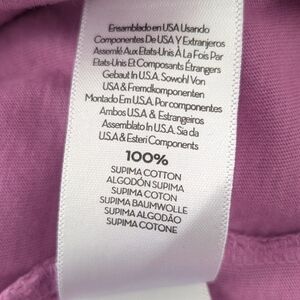 Ensamblado en USA Usando
Componentes De USA Y Extranjeros
Assemlé Aux Etats-Unis À La Fois Par
Etats-Unis Et Composants Étrangers
Gebaut In U.S.A. Sowohl Von
USA & Fremdkomponenten
Montado Em U.S.A. Por componentes
Ambos U.S.A & Estrangeiros
Assemblato In U.S.A. Sia da
U.S.A & Esteri Componenti
100%
SUPIMA COTTON
ALGODÓN SUPIMA
SUPIMA COTON
SUPIMA BAUMWOLLE
SUPIMA ALGODÃO
SUPIMA COTONE